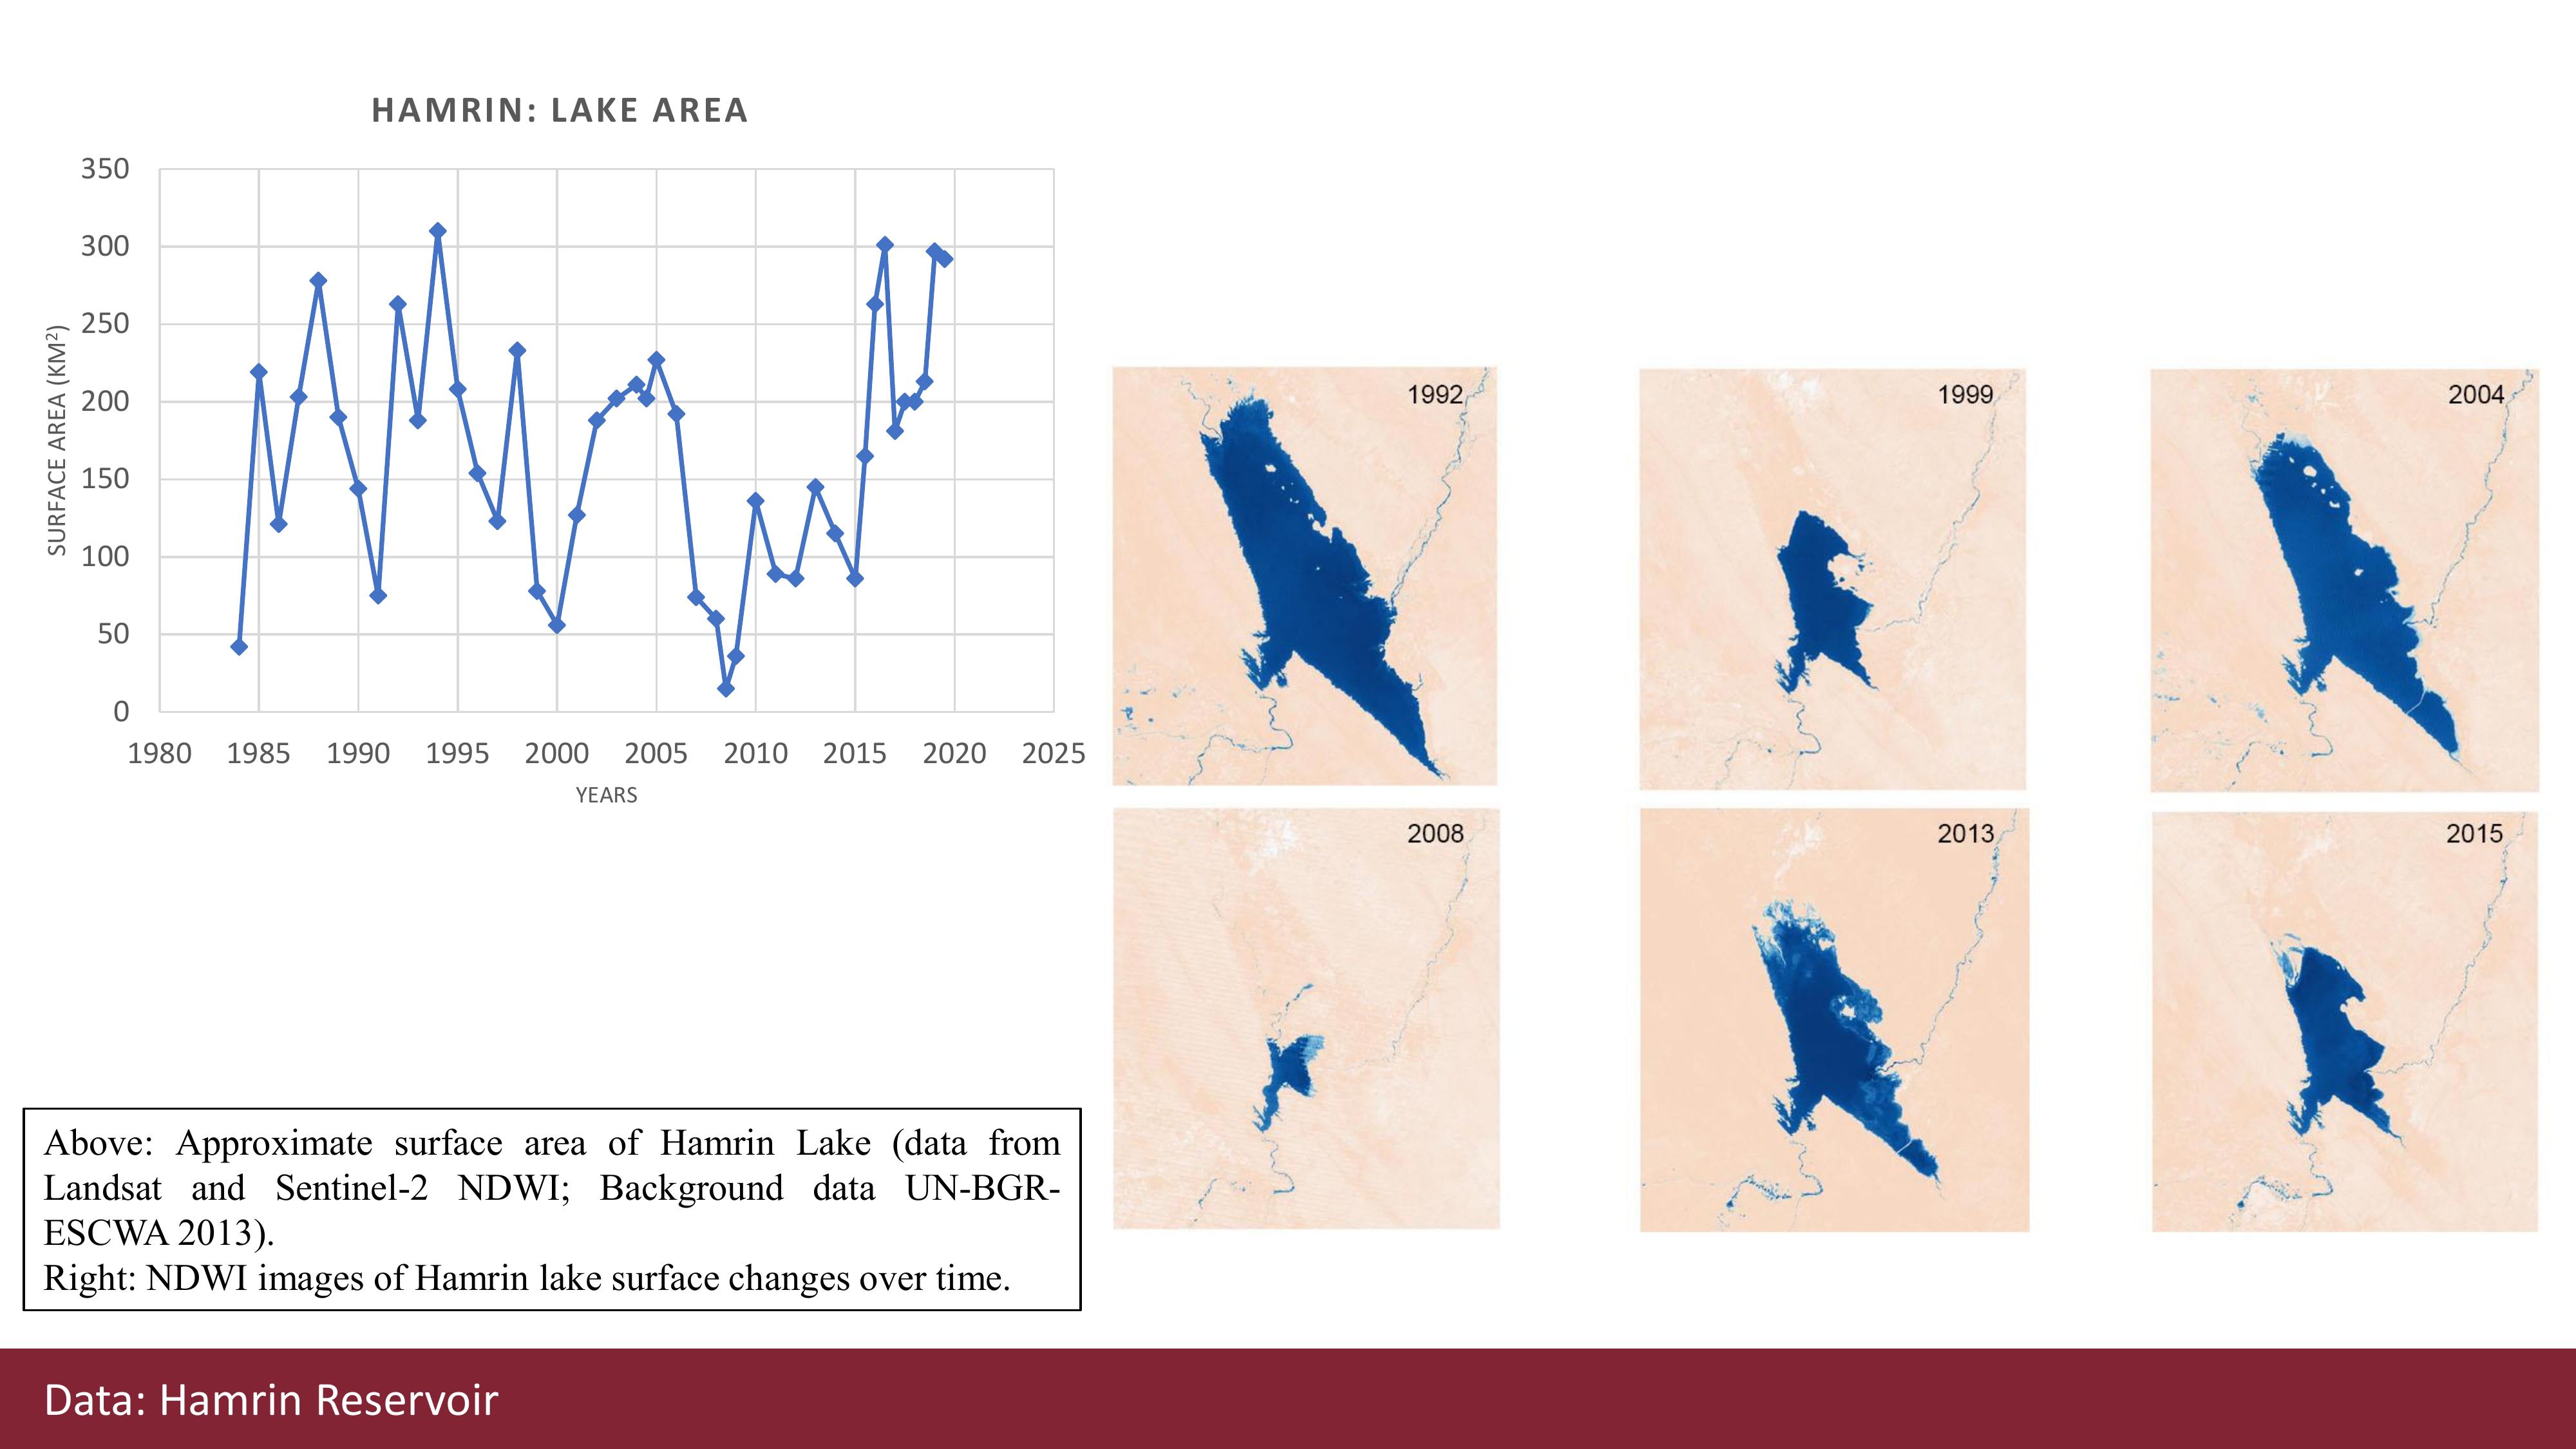 HAMRIN: LAKE AREA
SURFACE AREA (KM²)
350
300
250
200
150
100
50
0
1980 1985 1990 1995 2000 2005 2010 2015 2020 2025
YEARS
1992
1999
2004
2008
2013
2015
Above: Approximate surface area of Hamrin Lake (data from
Landsat and Sentinel-2 NDWI; Background data UN-BGR-
ESCWA 2013).
Right: NDWI images of Hamrin lake surface changes over time.
Data: Hamrin Reservoir